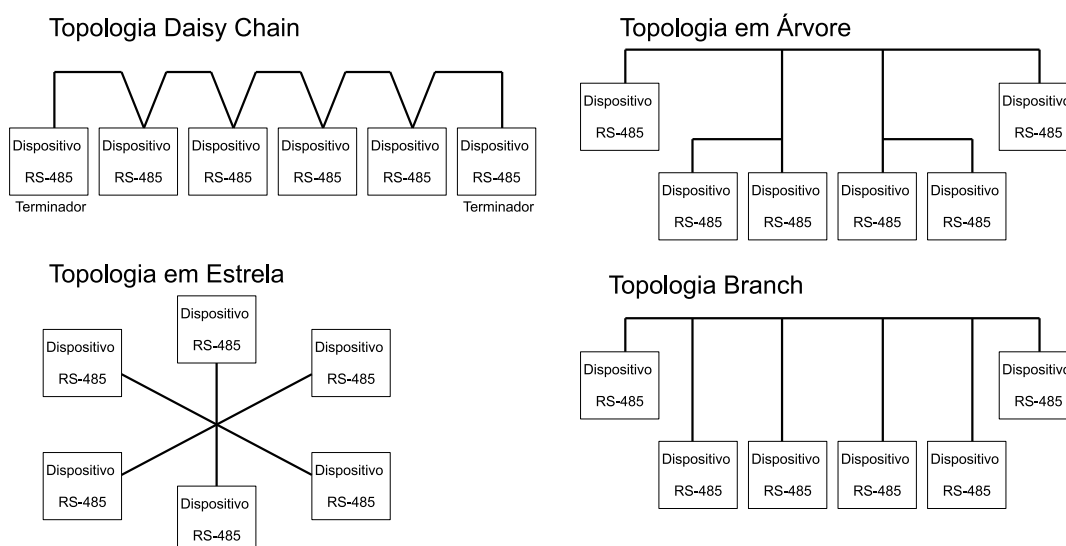 Topologia Daisy Chain
Dispositivo
RS-485
Dispositivo
RS-485
Dispositivo
RS-485
Dispositivo
RS-485
Dispositivo
RS-485
Dispositivo
RS-485
Terminador
Terminador
Topologia em Árvore
Dispositivo
RS-485
Dispositivo
RS-485
Dispositivo
RS-485
Dispositivo
RS-485
Dispositivo
RS-485
Dispositivo
RS-485
Topologia em Estrela
Dispositivo
RS-485
Dispositivo
RS-485
Dispositivo
RS-485
Dispositivo
RS-485
Dispositivo
RS-485
Dispositivo
RS-485
Topologia Branch
Dispositivo
RS-485
Dispositivo
RS-485
Dispositivo
RS-485
Dispositivo
RS-485
Dispositivo
RS-485
Dispositivo
RS-485